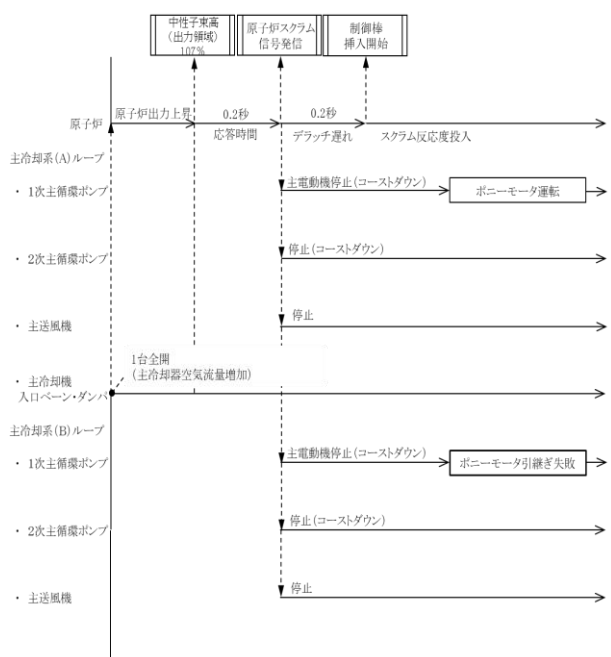 中性子束高
(出力領域)
107%
原子炉スクラム
信号発信
制御棒
挿入開始
原子炉
原子炉出力上昇
0.2秒
0.2秒
応答時間
デラッチ遅れ
スクラム反応度投入
主冷却系(A)ループ
・ 1次主循環ポンプ
主電動機停止(コーストダウン)
ポニーモータ運転
・ 2次主循環ポンプ
停止(コーストダウン)
・ 主送風機
停止
1台全開
(主冷却器空気流量増加)
・ 主冷却機
入口ベーン・ダンパ
主冷却系(B)ループ
・ 1次主循環ポンプ
主電動機停止(コーストダウン)
ポニーモータ引継ぎ失敗
・ 2次主循環ポンプ
停止(コーストダウン)
・ 主送風機
停止